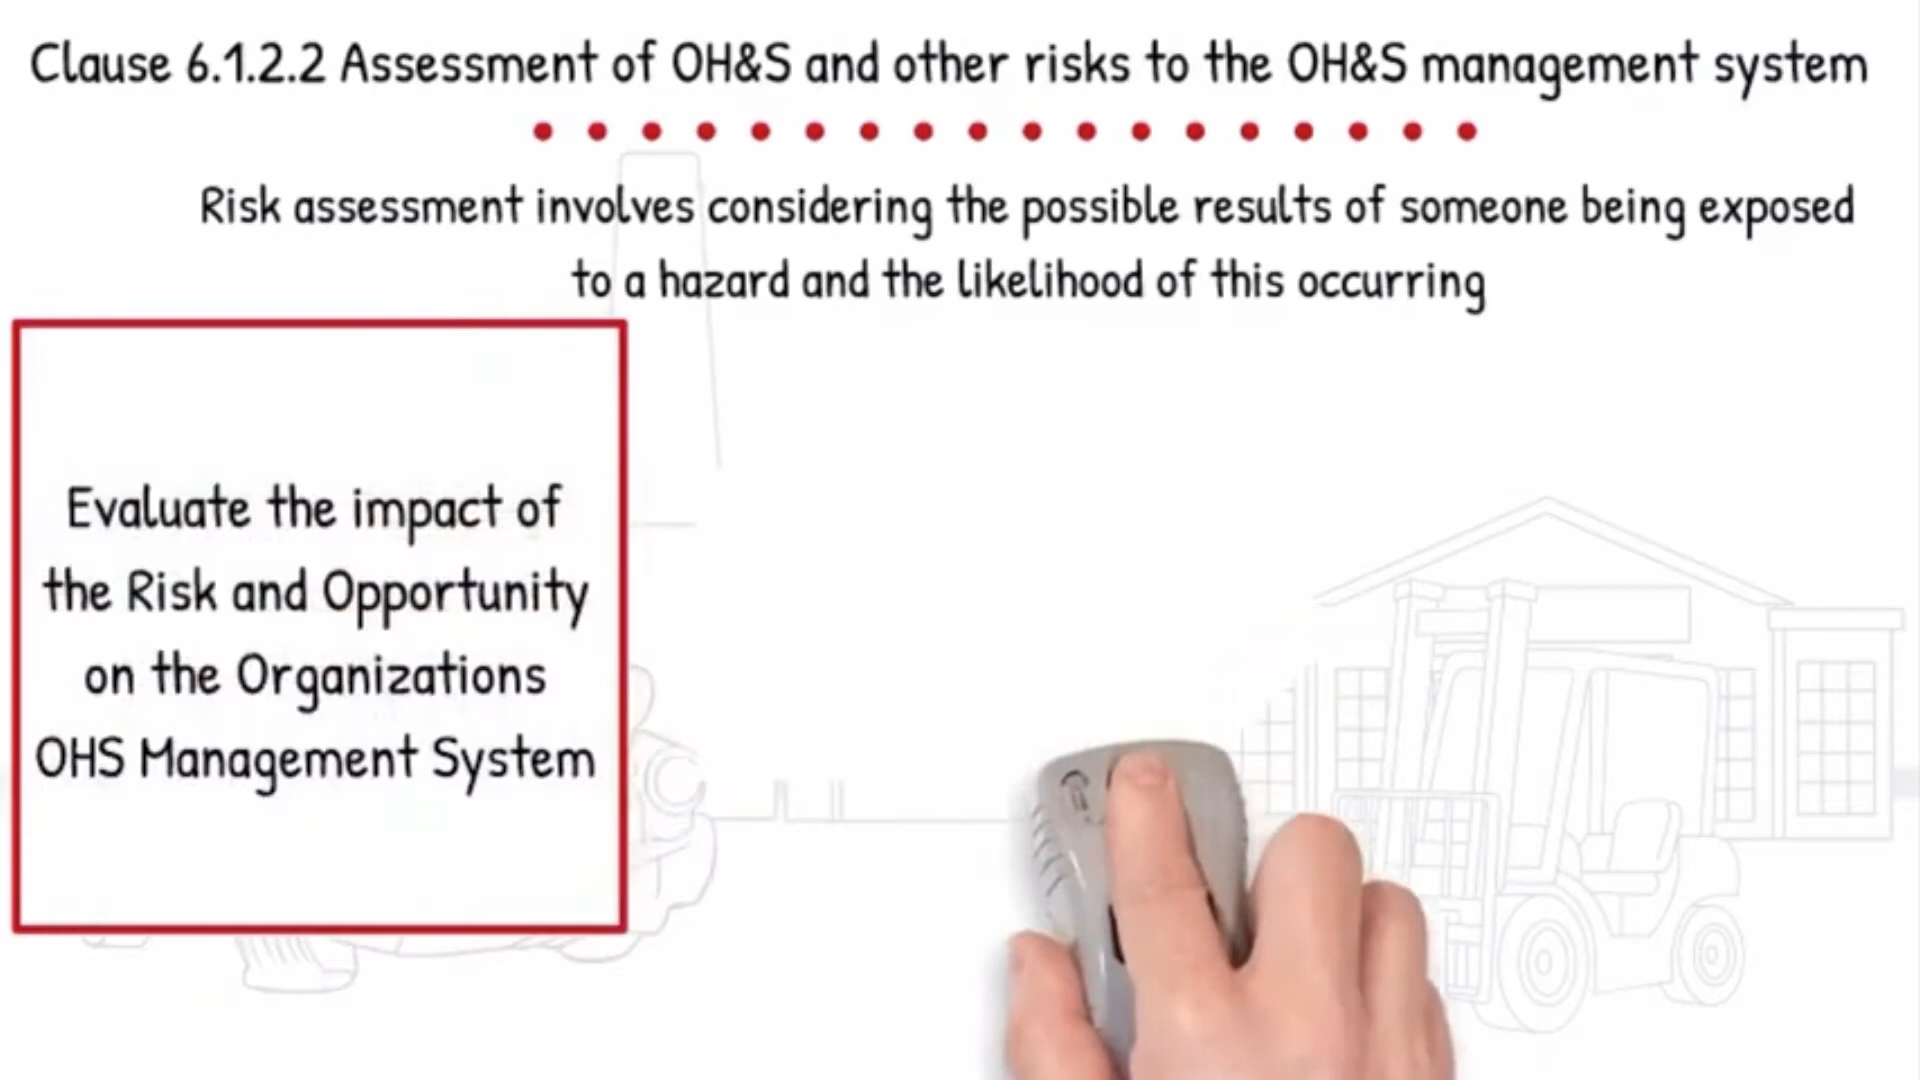 Clause 6.1.2.2 Assessment of OH&S and other risks to the OH&S management system
Risk assessment involves considering the possible results of someone being exposed
to a hazard and the likelihood of this occurring
Evaluate the impact of
the Risk and Opportunity
on the Organizations
OHS Management System